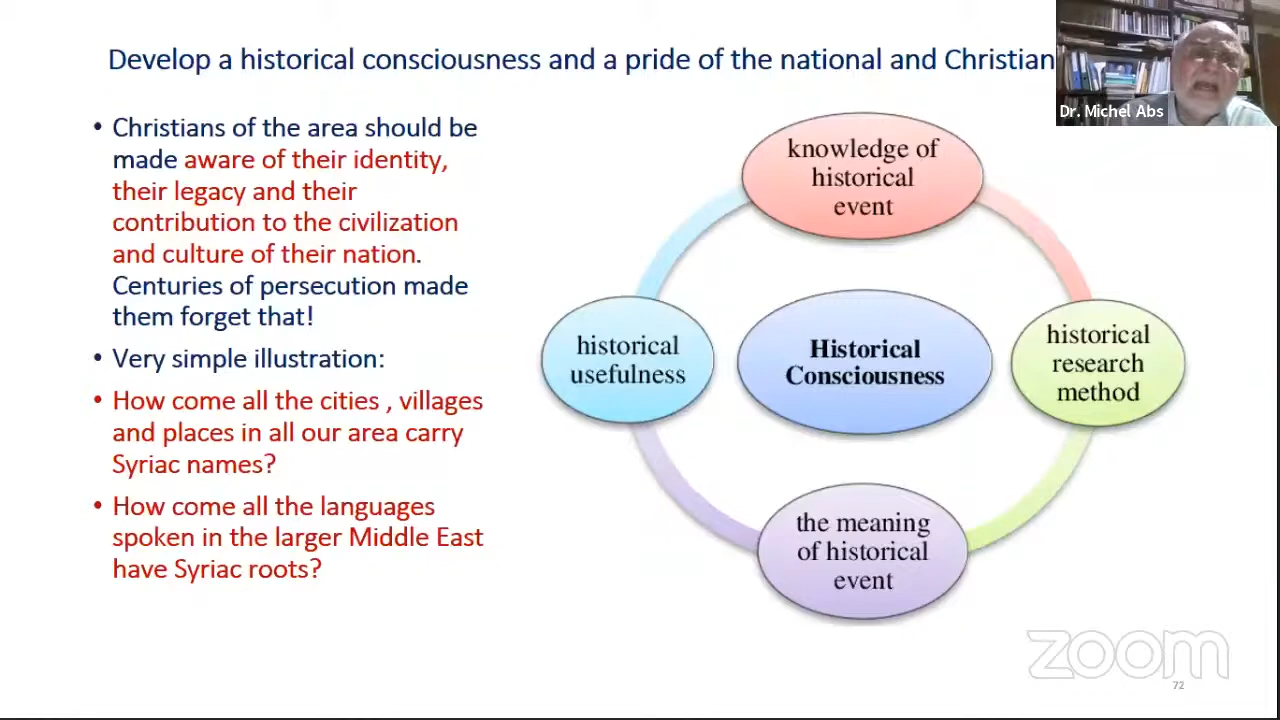 Develop a historical consciousness and a pride of the national and Christian
Dr. Michel Abs
• Christians of the area should be
made aware of their identity,
their legacy and their
contribution to the civilization
and culture of their nation.
Centuries of persecution made
them forget that!
• Very simple illustration:
• How come all the cities , villages
and places in all our area carry
Syriac names?
• How come all the languages
spoken in the larger Middle East
have Syriac roots?
knowledge of
historical
event
historical
usefulness
Historical
Consciousness
historical
research
method
the meaning
of historical
event
zoom
72